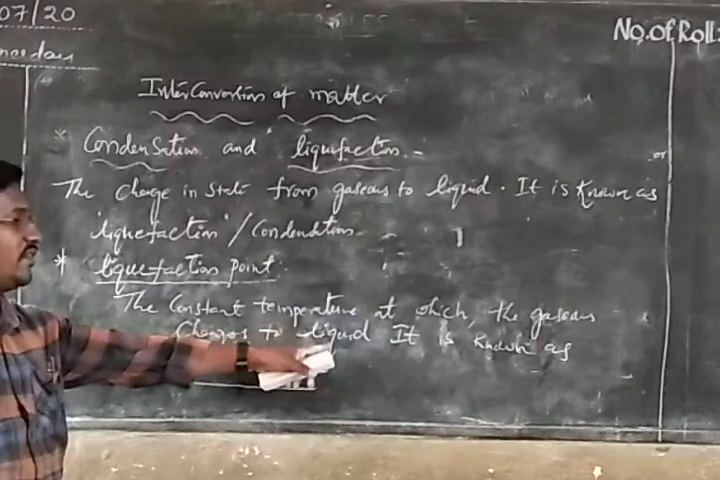 07/20
No. of Roll:
InterConvertion of matter
* Condensation and liquefaction -
The change in state from gaseous to liquid. It is Known as
'liquefaction'/Condensation
* liquefaction point.
The Constant temperature at which, the gaseous
Changes to liquid It is Known as